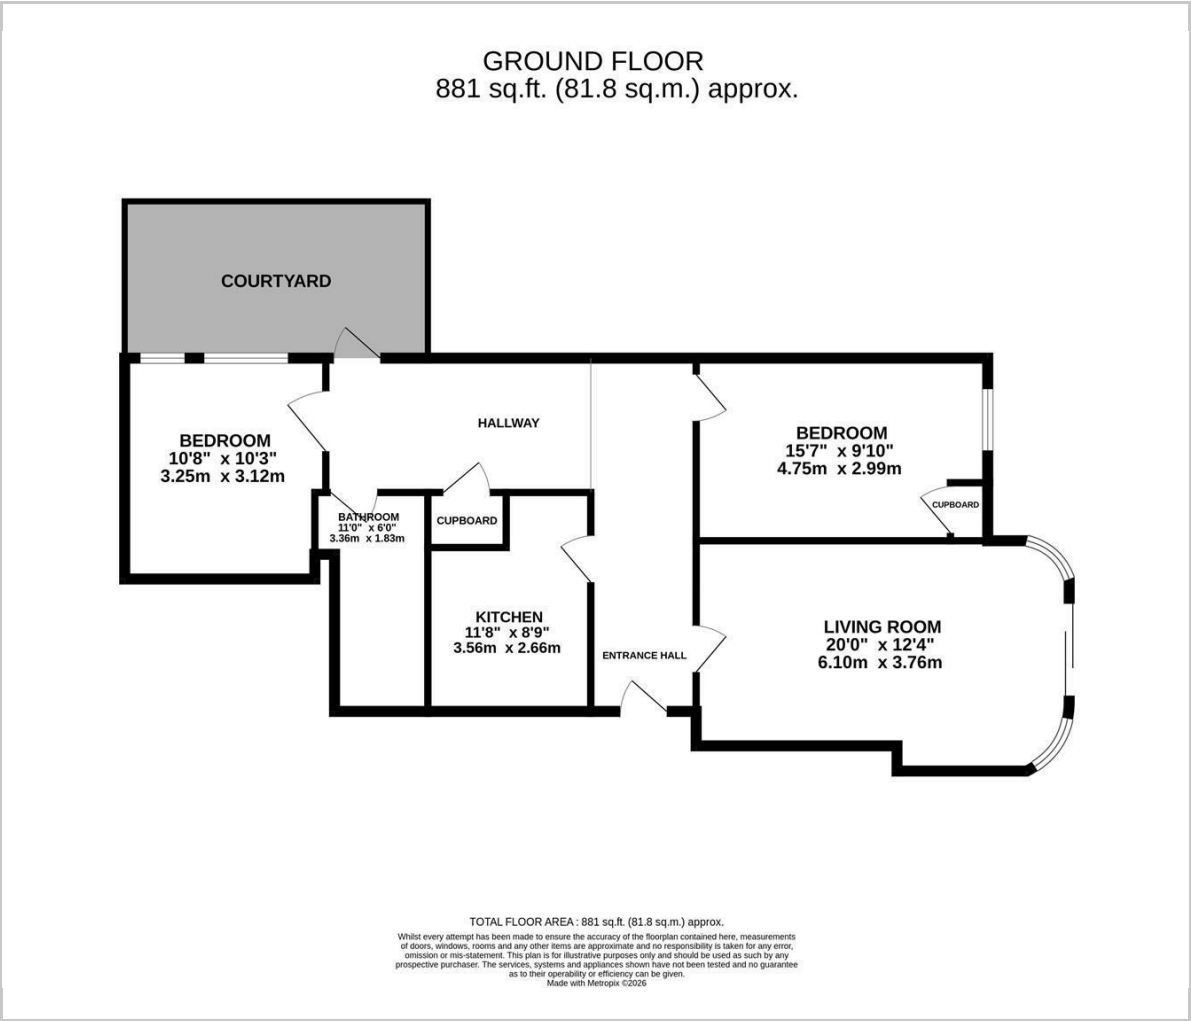 GROUND FLOOR
881 sq.ft. (81.8 sq.m.) approx.
COURTYARD
HALLWAY
BEDROOM
10'8" x 10'3"
3.25m x 3.12m
BEDROOM
15'7" x 9'10"
4.75m x 2.99m
CUPBOARD
BATHROOM
11'0" x 6'0"
3.36m x 1.83m
CUPBOARD
KITCHEN
11'8" x 8'9"
3.56m x 2.66m
ENTRANCE HALL
LIVING ROOM
20'0" x 12'4"
6.10m x 3.76m
TOTAL FLOOR AREA : 881 sq.ft. (81.8 sq.m.) approx.
Whilst every attempt has been made to ensure the accuracy of the floorplan contained here, measurements
of doors, windows, rooms and any other items are approximate and no responsibility is taken for any error,
omission or mis-statement. This plan is for illustrative purposes only and should be used as such by any
prospective purchaser. The services, systems and appliances shown have not been tested and no guarantee
as to their operability or efficiency can be given.
Made with Metropix ©2026